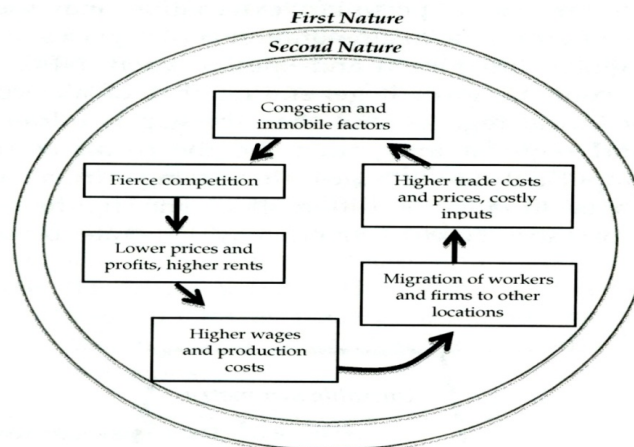 First Nature
Second Nature
Congestion and
immobile factors
Fierce competition
Lower prices and
profits, higher rents
Higher wages
and production
costs
Migration of workers
and firms to other
locations
Higher trade costs
and prices, costly
inputs